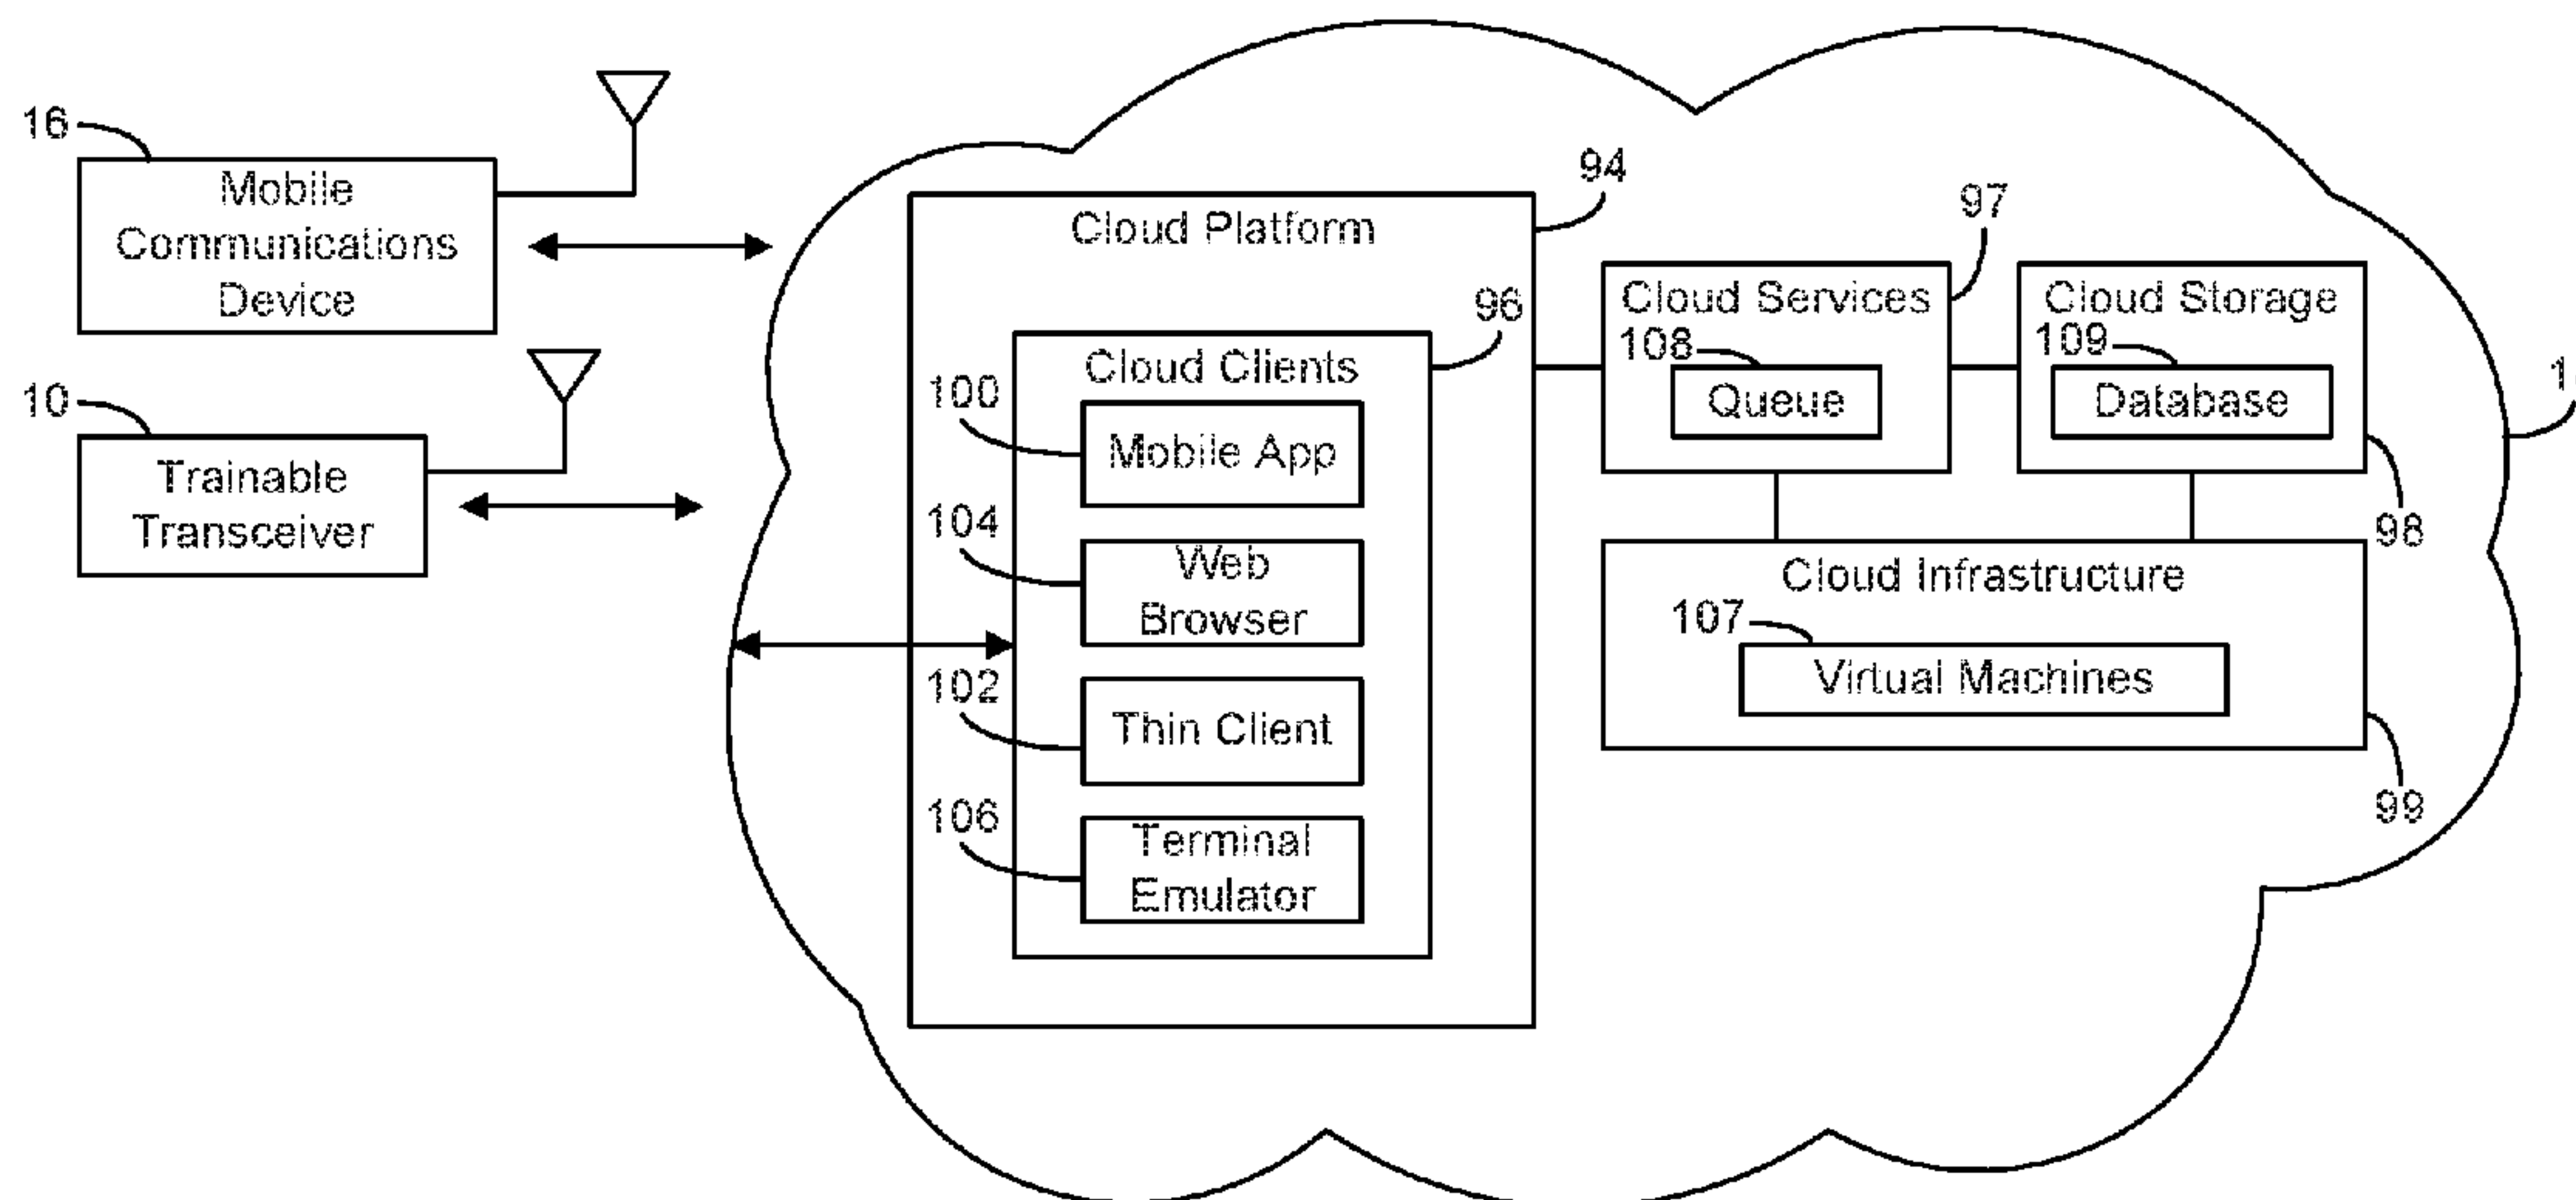 16
Mobile
Communications
Device
10
Trainable
Transceiver
94
Cloud Platform
96
Cloud Clients
100
Mobile App
104
Web
Browser
102
Thin Client
106
Terminal
Emulator
97
Cloud Services
108
Queue
Cloud Storage
109
Database
98
Cloud Infrastructure
107
Virtual Machines
99